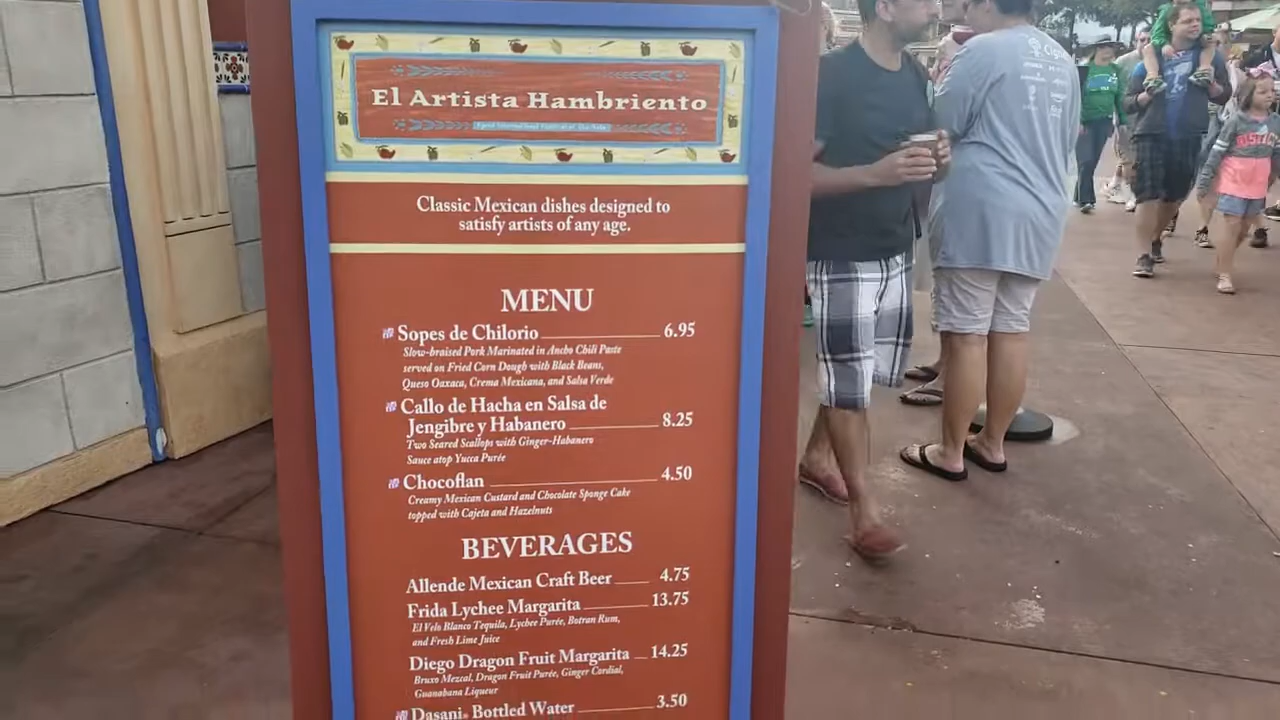 El Artista Hambriento
Epcot International Festival of the Arts
Classic Mexican dishes designed to
satisfy artists of any age.
MENU
Sopes de Chilorio 6.95
Slow-braised Pork Marinated in Ancho Chili Paste
served on Fried Corn Dough with Black Beans,
Queso Oaxaca, Crema Mexicana, and Salsa Verde
Callo de Hacha en Salsa de
Jengibre y Habanero 8.25
Two Seared Scallops with Ginger-Habanero
Sauce atop Yucca Purée
Chocoflan 4.50
Creamy Mexican Custard and Chocolate Sponge Cake
topped with Cajeta and Hazelnuts
BEVERAGES
Allende Mexican Craft Beer 4.75
Frida Lychee Margarita 13.75
El Velo Blanco Tequila, Lychee Purée, Botran Rum,
and Fresh Lime Juice
Diego Dragon Fruit Margarita 14.25
Bruxo Mezcal, Dragon Fruit Purée, Ginger Cordial,
Guanabana Liqueur
Dasani® Bottled Water 3.50